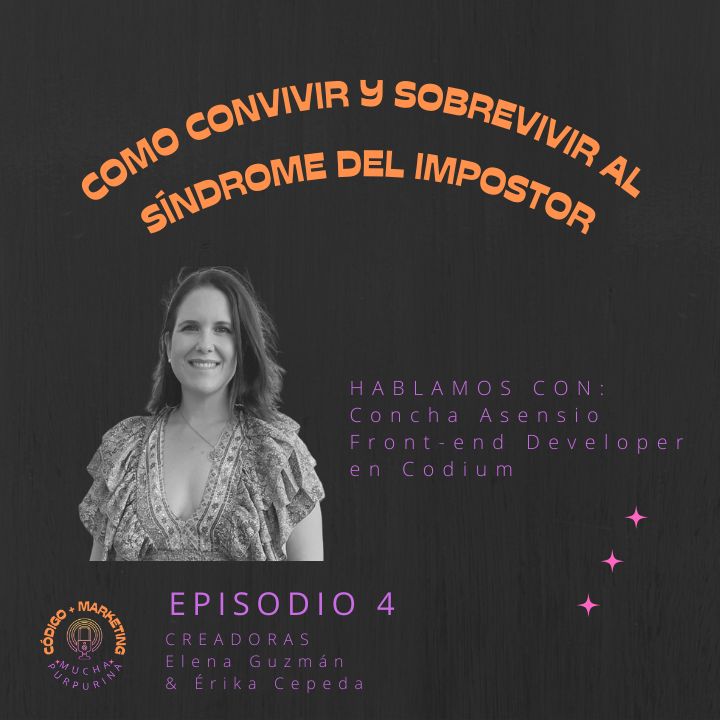 COMO CONVIVIR Y SOBREVIVIR AL
SÍNDROME DEL IMPOSTOR
HABLAMOS CON:
Concha Asensio
Front-end Developer
en Codium
EPISODIO 4
CREADORAS
Elena Guzmán
& Érika Cepeda
CÓDIGO + MARKETING
MUCHA
PURPURINA